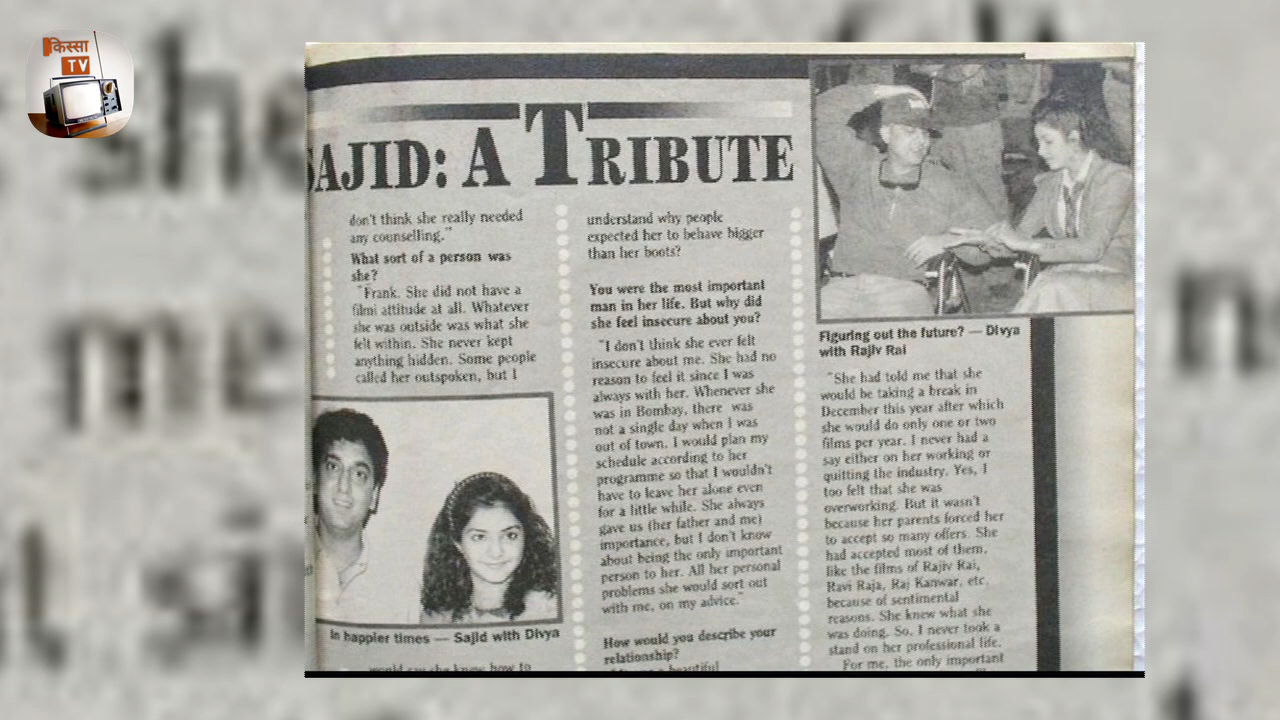 किस्सा
TV
SAJID: A TRIBUTE
don't think she really needed
any counselling."
What sort of a person was
she?
"Frank. She did not have a
filmi attitude at all. Whatever
she was outside was what she
felt within. She never kept
anything hidden. Some people
called her outspoken, but I
In happier times — Sajid with Divya
would say she knew how to
understand why people
expected her to behave bigger
than her boots?
You were the most important
man in her life. But why did
she feel insecure about you?
"I don't think she ever felt
insecure about me. She had no
reason to feel it since I was
always with her. Whenever she
was in Bombay, there was
not a single day when I was
out of town. I would plan my
schedule according to her
programme so that I wouldn't
have to leave her alone even
for a little while. She always
gave us (her father and me)
importance, but I don't know
about being the only important
person to her. All her personal
problems she would sort out
with me, on my advice."
How would you describe your
relationship?
beautiful
Figuring out the future? — Divya
with Rajiv Rai
"She had told me that she
would be taking a break in
December this year after which
she would do only one or two
films per year. I never had a
say either on her working or
quitting the industry. Yes, I
too felt that she was
overworking. But it wasn't
because her parents forced her
to accept so many offers. She
had accepted most of them,
like the films of Rajiv Rai,
Ravi Raja, Raj Kanwar, etc.
because of sentimental
reasons. She knew what she
was doing. So, I never took a
stand on her professional life.
For me, the only important